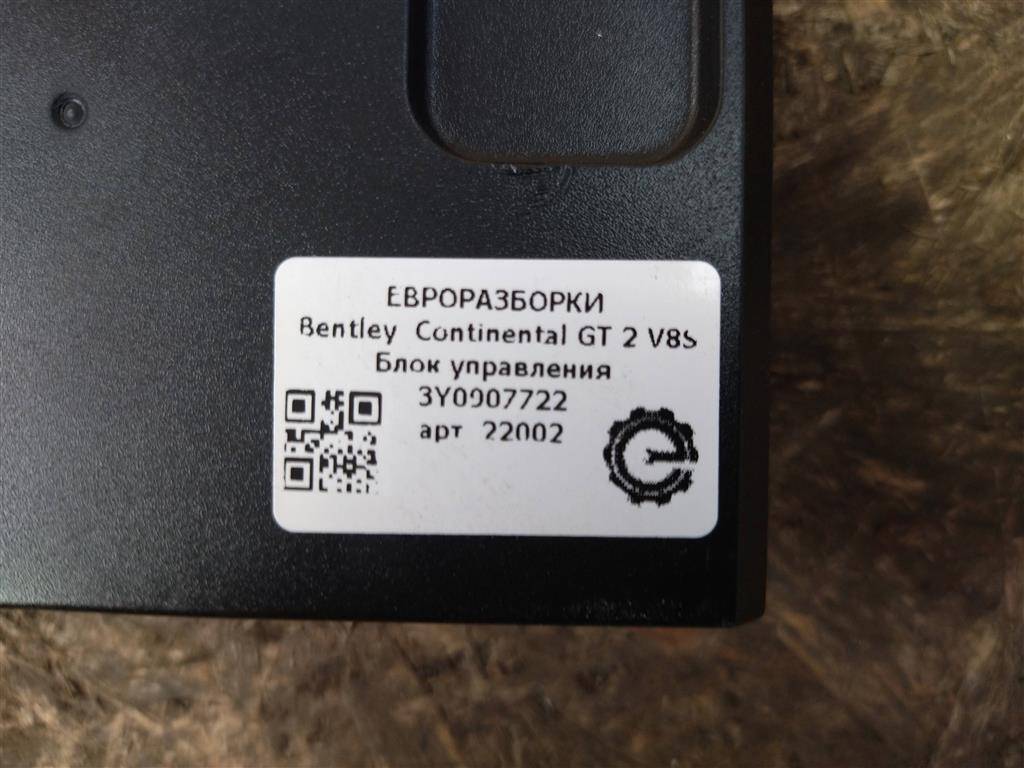 ЕВРОРАЗБОРКИ
Bentley Continental GT 2 V8S
Блок управления
3Y0907722
арт 22002